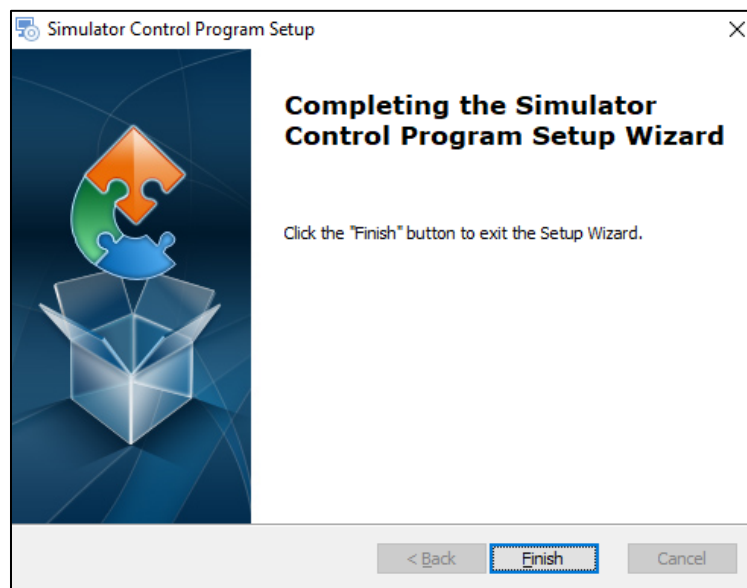 Simulator Control Program Setup
Completing the Simulator
Control Program Setup Wizard
Click the "Finish" button to exit the Setup Wizard.
< Back
Finish
Cancel